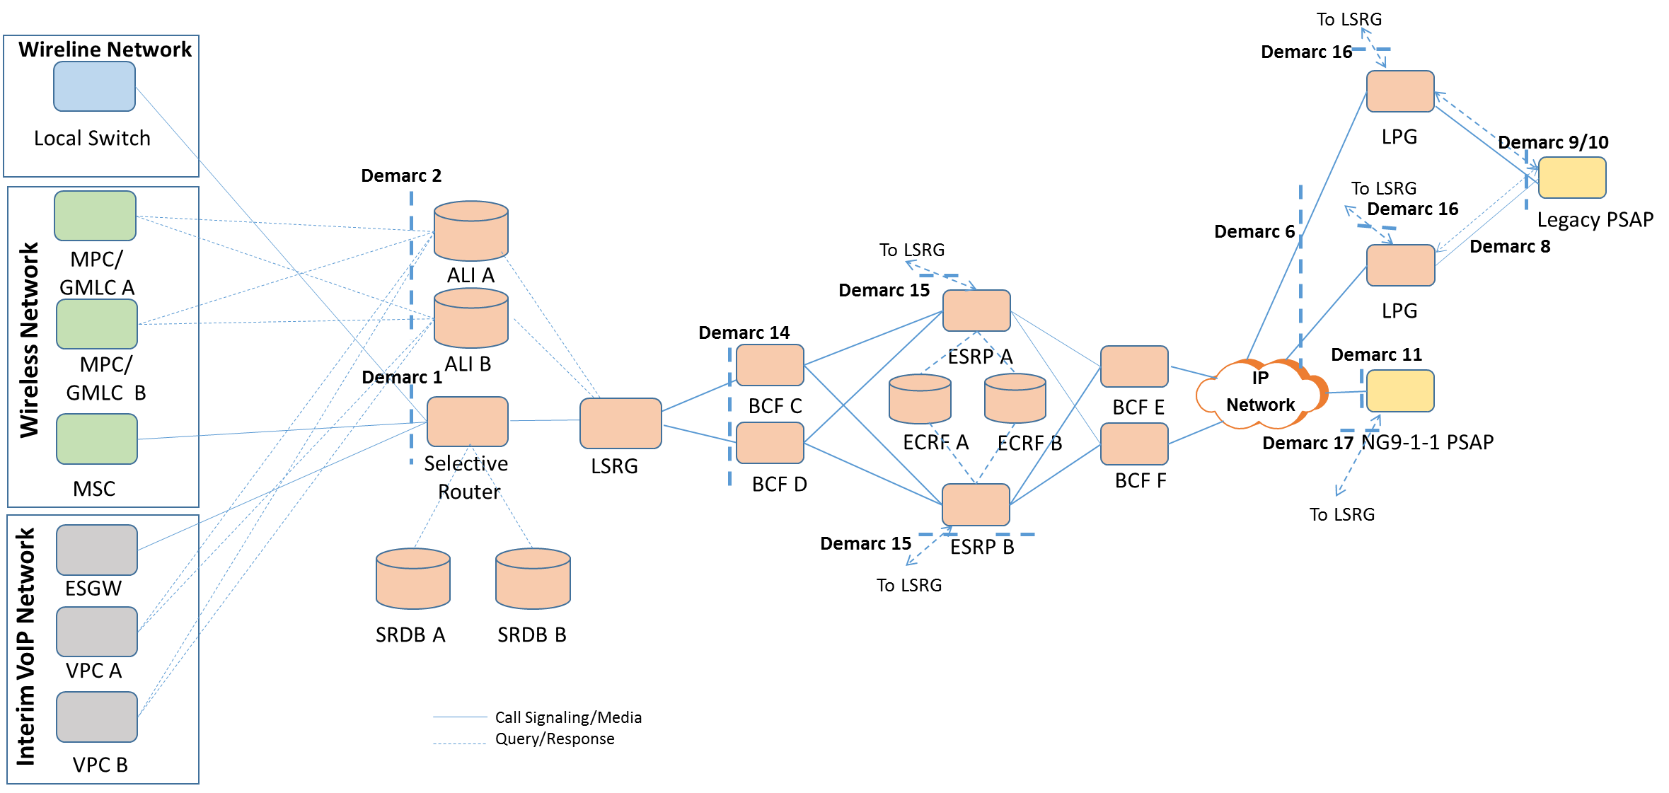 Wireline Network
Local Switch
Wireless Network
MPC/
GMLC A
MPC/
GMLC B
MSC
Interim VoIP Network
ESGW
VPC A
VPC B
Demarc 2
ALI A
ALI B
Demarc 1
Selective
Router
SRDB A
SRDB B
LSRG
Call Signaling/Media
Query/Response
Demarc 14
BCF C
BCF D
To LSRG
Demarc 15
ESRP A
ECRF A
ECRF B
Demarc 15
ESRP B
To LSRG
BCF E
BCF F
IP
Network
Demarc 6
To LSRG
Demarc 16
LPG
Demarc 9/10
Legacy PSAP
To LSRG
Demarc 16
Demarc 8
LPG
Demarc 11
Demarc 17
NG9-1-1 PSAP
To LSRG